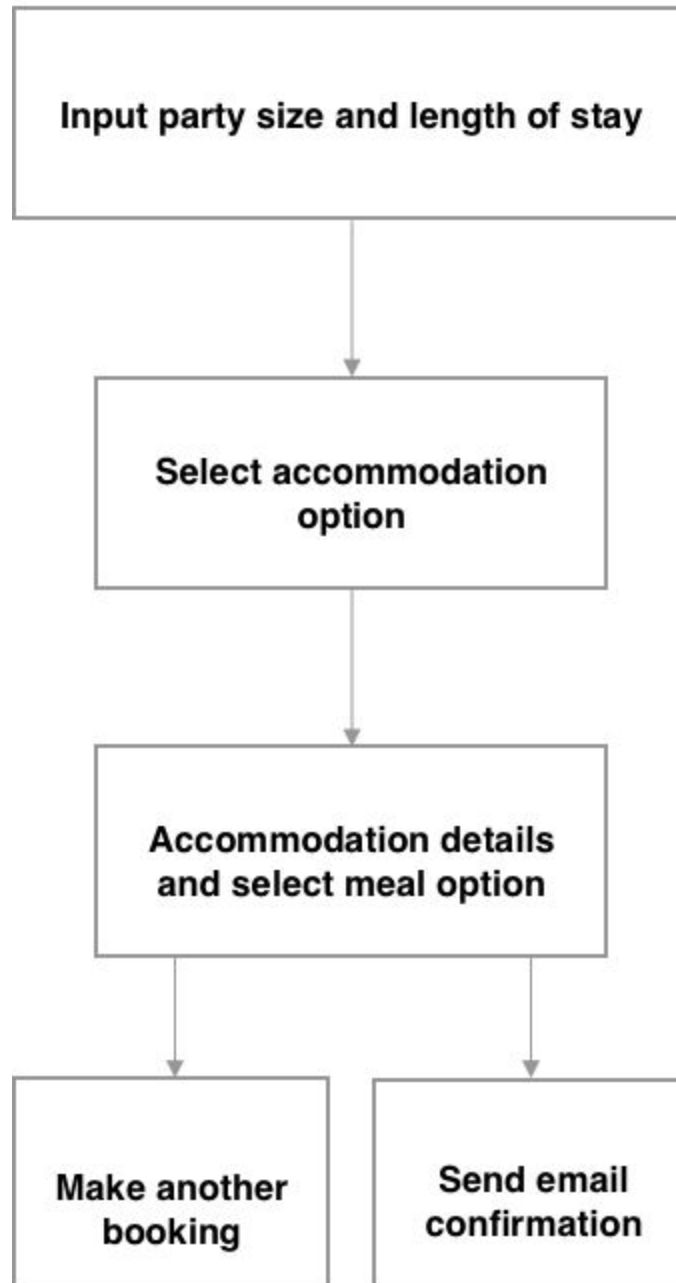 Input party size and length of stay
Select accommodation
option
Accommodation details
and select meal option
Make another
booking
Send email
confirmation